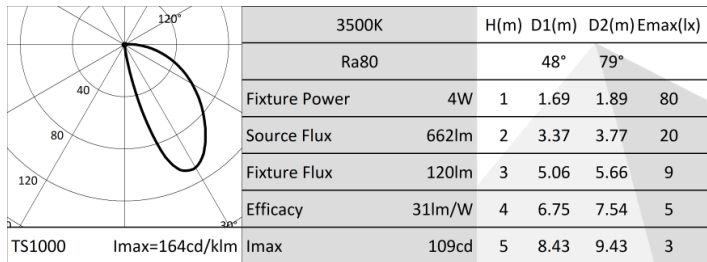 120°
40
80
120
30°
TS1000 Imax=164cd/klm
3500K H(m) D1(m) D2(m) Emax(lx)
Ra80 48° 79°
Fixture Power 4W 1 1.69 1.89 80
Source Flux 662lm 2 3.37 3.77 20
Fixture Flux 120lm 3 5.06 5.66 9
Efficacy 31lm/W 4 6.75 7.54 5
Imax 109cd 5 8.43 9.43 3